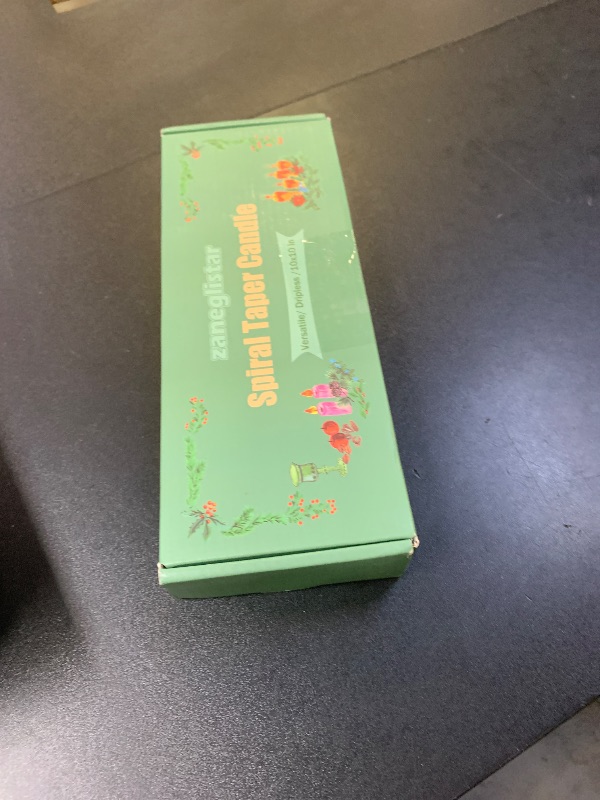 zaneglistar
Spiral Taper Candle
Versatile/ Dripless /10x10 in